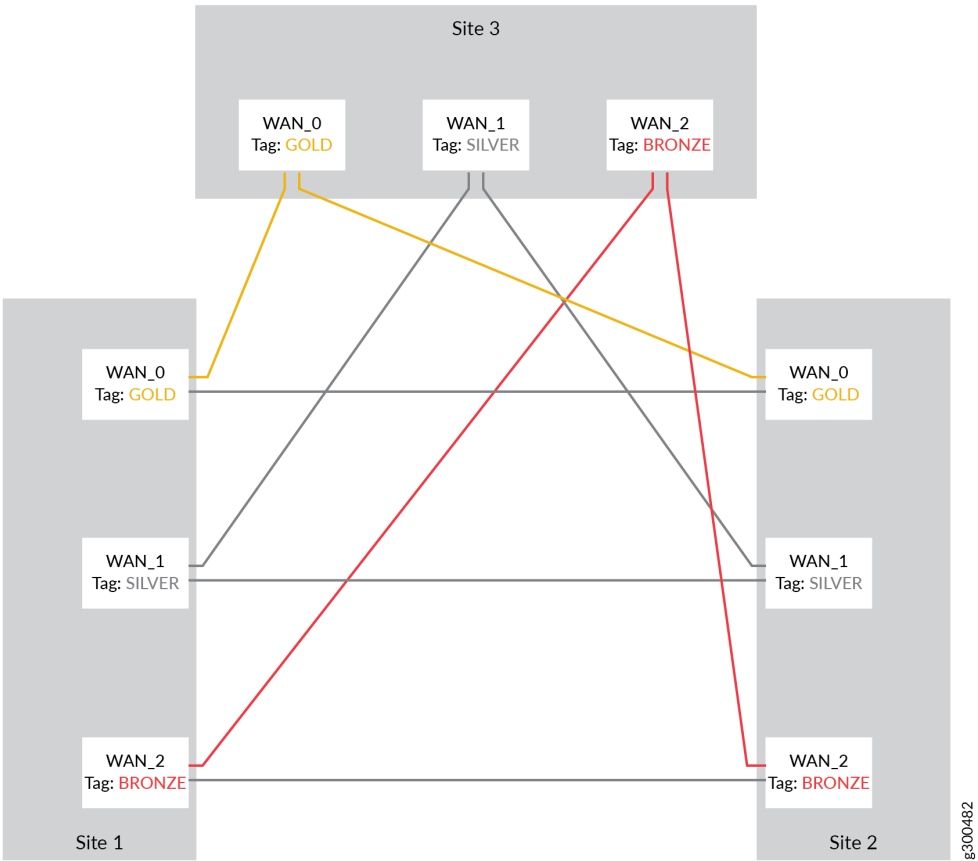 Site 3
WAN_0
Tag: GOLD
WAN_1
Tag: SILVER
WAN_2
Tag: BRONZE
WAN_0
Tag: GOLD
WAN_1
Tag: SILVER
WAN_2
Tag: BRONZE
Site 1
WAN_0
Tag: GOLD
WAN_1
Tag: SILVER
WAN_2
Tag: BRONZE
Site 2
g300482